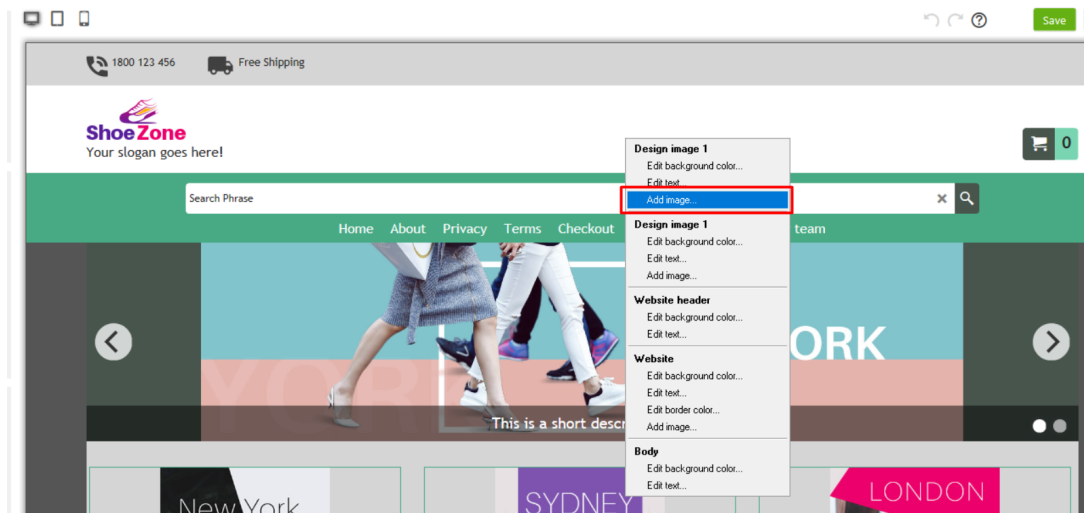 Save
1800 123 456
Free Shipping
ShoeZone
Your slogan goes here!
0
Search Phrase
Home About Privacy Terms Checkout
team
Design image 1
Edit background color...
Edit text...
Add image...
Design image 1
Edit background color...
Edit text...
Add image...
Website header
Edit background color...
Edit text...
Website
Edit background color...
Edit text...
Edit border color...
Add image...
Body
Edit background color...
Edit text...
YORK
ORK
This is a short descr
New York
SYDNEY
LONDON